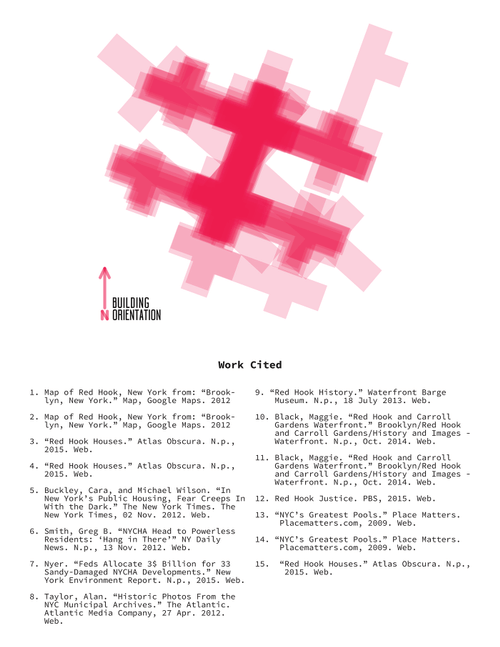 BUILDING
N ORIENTATION
Work Cited
1. Map of Red Hook, New York from: “Brook-
lyn, New York.” Map, Google Maps. 2012
2. Map of Red Hook, New York from: “Brook-
lyn, New York.” Map, Google Maps. 2012
3. “Red Hook Houses.” Atlas Obscura. N.p.,
2015. Web.
4. “Red Hook Houses.” Atlas Obscura. N.p.,
2015. Web.
5. Buckley, Cara, and Michael Wilson. “In
New York’s Public Housing, Fear Creeps In
With the Dark.” The New York Times. The
New York Times, 02 Nov. 2012. Web.
6. Smith, Greg B. “NYCHA Head to Powerless
Residents: ‘Hang in There’” NY Daily
News. N.p., 13 Nov. 2012. Web.
7. Nyer. “Feds Allocate 3$ Billion for 33
Sandy-Damaged NYCHA Developments.” New
York Environment Report. N.p., 2015. Web.
8. Taylor, Alan. “Historic Photos From the
NYC Municipal Archives.” The Atlantic.
Atlantic Media Company, 27 Apr. 2012.
Web.
9. “Red Hook History.” Waterfront Barge
Museum. N.p., 18 July 2013. Web.
10. Black, Maggie. “Red Hook and Carroll
Gardens Waterfront.” Brooklyn/Red Hook
and Carroll Gardens/History and Images -
Waterfront. N.p., Oct. 2014. Web.
11. Black, Maggie. “Red Hook and Carroll
Gardens Waterfront.” Brooklyn/Red Hook
and Carroll Gardens/History and Images -
Waterfront. N.p., Oct. 2014. Web.
12. Red Hook Justice. PBS, 2015. Web.
13. “NYC’s Greatest Pools.” Place Matters.
Placematters.com, 2009. Web.
14. “NYC’s Greatest Pools.” Place Matters.
Placematters.com, 2009. Web.
15. “Red Hook Houses.” Atlas Obscura. N.p.,
2015. Web.